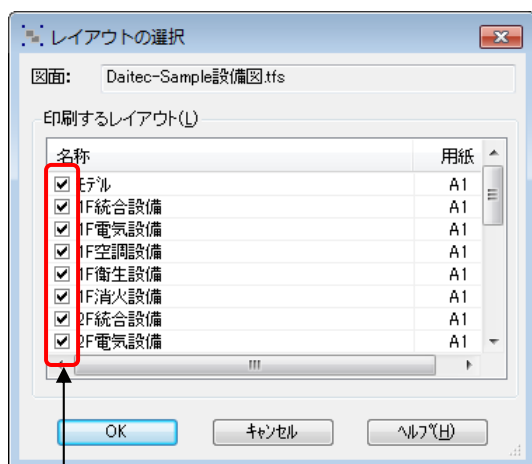 レイアウトの選択
図面: Daitec-Sample設備図.tfs
印刷するレイアウト(L)
名称 用紙
モデル A1
1F統合設備 A1
1F電気設備 A1
1F空調設備 A1
1F衛生設備 A1
1F消火設備 A1
2F統合設備 A1
2F電気設備 A1
OK キャンセル ヘルプ(H)